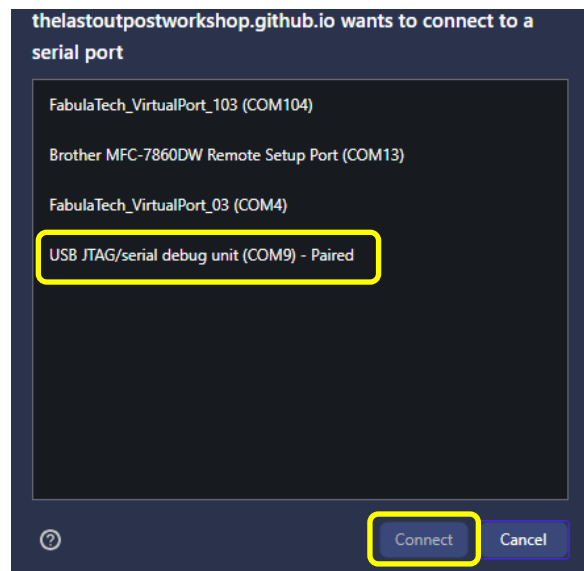 thelastoutpostworkshop.github.io wants to connect to a
serial port
FabulaTech_VirtualPort_103 (COM104)
Brother MFC-7860DW Remote Setup Port (COM13)
FabulaTech_VirtualPort_03 (COM4)
USB JTAG/serial debug unit (COM9) - Paired
Connect Cancel